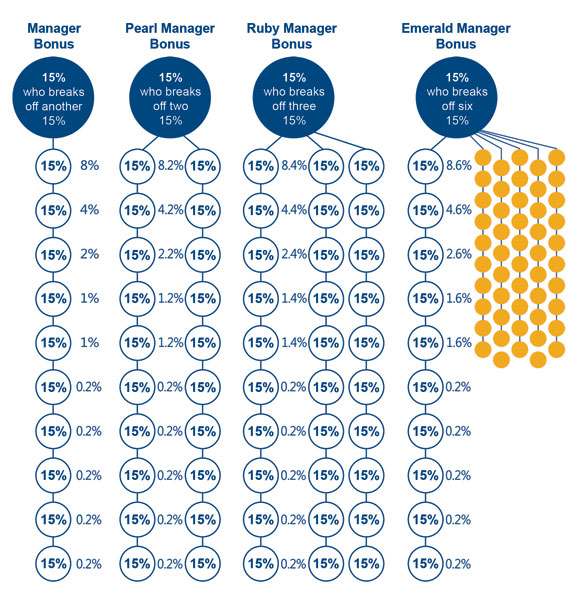 Manager
Bonus
Pearl Manager
Bonus
Ruby Manager
Bonus
Emerald Manager
Bonus
15%
who breaks
off another
15%
15%
who breaks
off two
15%
15%
who breaks
off three
15%
15%
who breaks
off six
15%
15% 8% 15% 8.2% 15% 15% 8.4% 15% 15% 15% 8.6%
15% 4% 15% 4.2% 15% 15% 4.4% 15% 15% 15% 4.6%
15% 2% 15% 2.2% 15% 15% 2.4% 15% 15% 15% 2.6%
15% 1% 15% 1.2% 15% 15% 1.4% 15% 15% 15% 1.6%
15% 1% 15% 1.2% 15% 15% 1.4% 15% 15% 15% 1.6%
15% 0.2% 15% 0.2% 15% 15% 0.2% 15% 15% 15% 0.2%
15% 0.2% 15% 0.2% 15% 15% 0.2% 15% 15% 15% 0.2%
15% 0.2% 15% 0.2% 15% 15% 0.2% 15% 15% 15% 0.2%
15% 0.2% 15% 0.2% 15% 15% 0.2% 15% 15% 15% 0.2%
15% 0.2% 15% 0.2% 15% 15% 0.2% 15% 15% 15% 0.2%